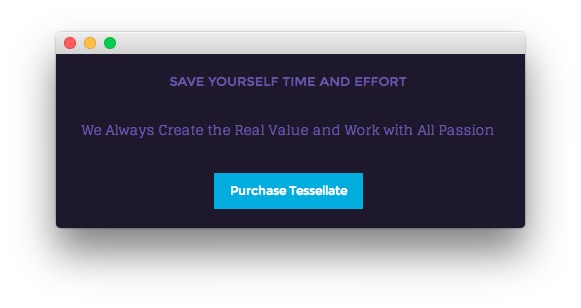 SAVE YOURSELF TIME AND EFFORT
We Always Create the Real Value and Work with All Passion
Purchase Tessellate